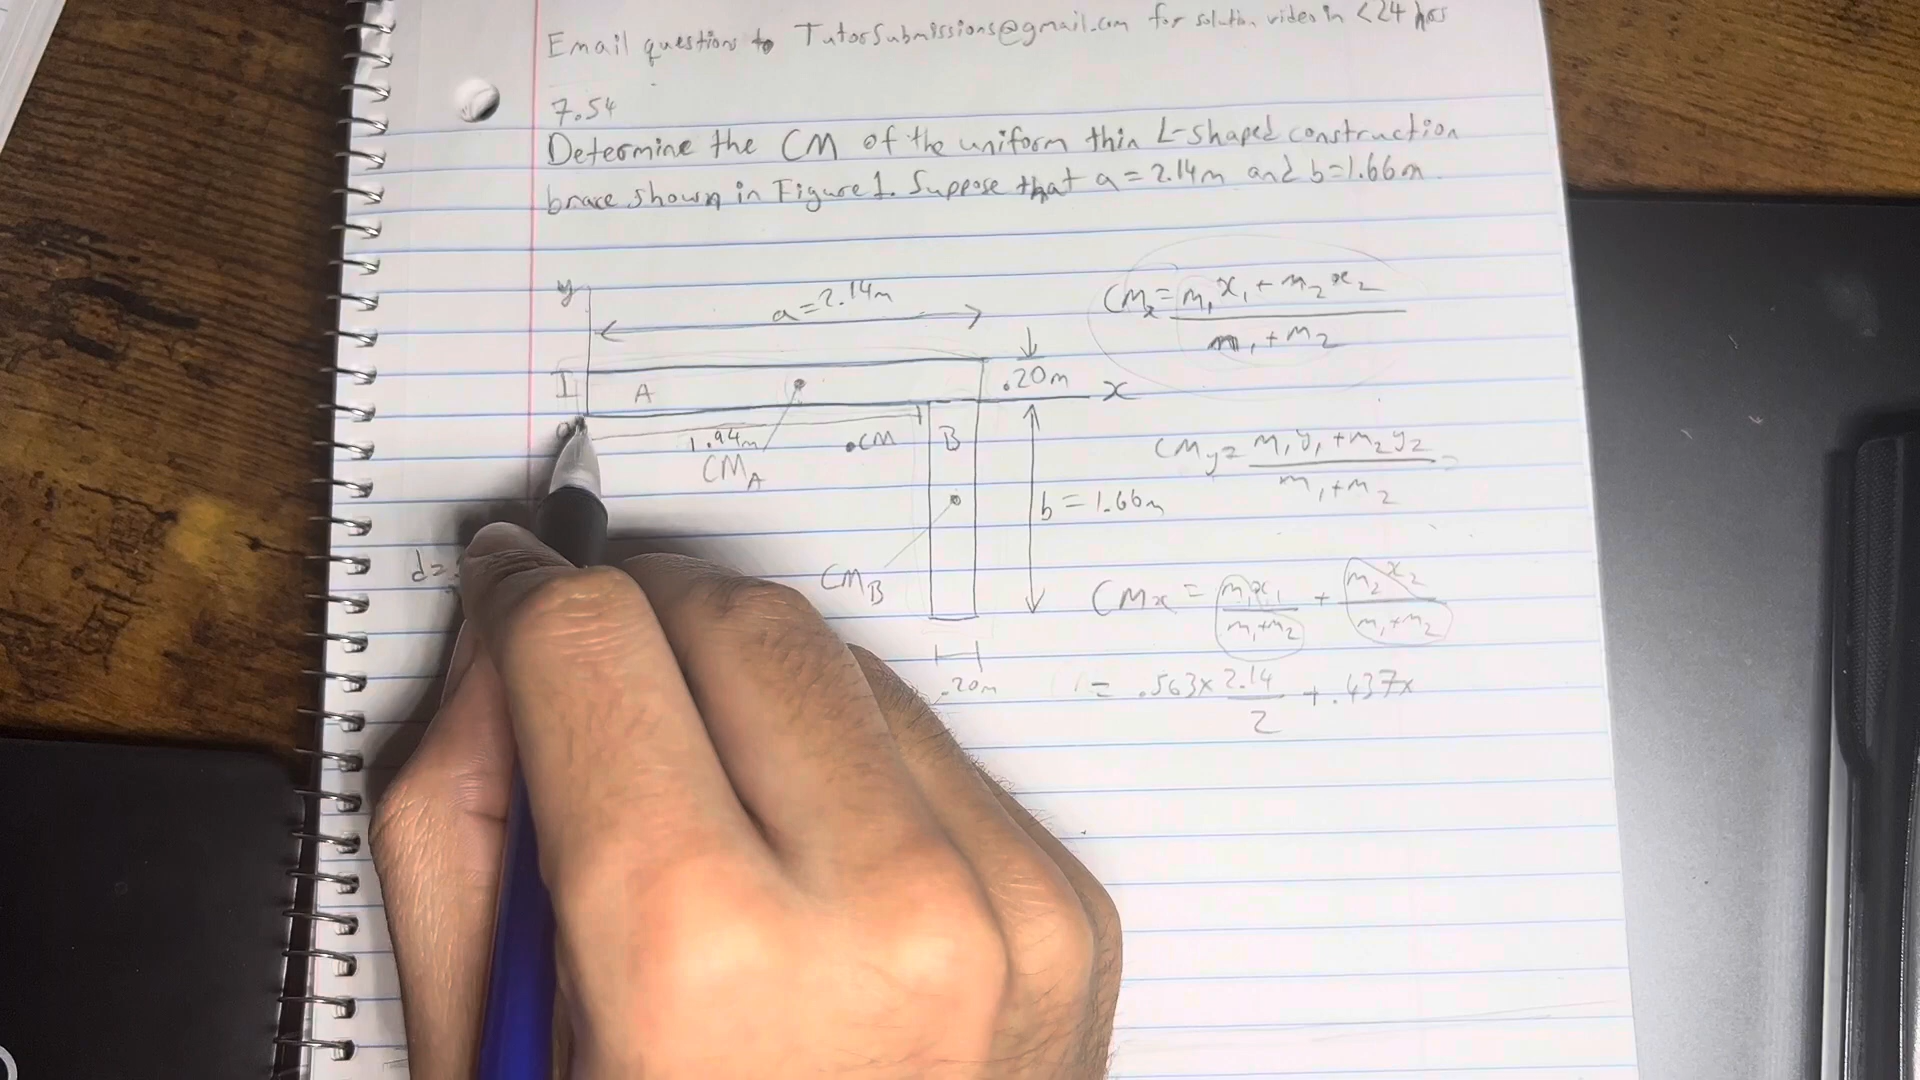 Email questions to TutorSubmissions@gmail.com for solution video in <24 hrs
7.54
Determine the CM of the uniform thin L-shaped construction
brace shown in Figure 1. Suppose that a = 2.14m and b=1.66m.
y
a=2.14m
CMx = m1x1 + m2x2
m1 + m2
I
A
.20m
x
1.94m
.CM
B
CMA
CMy = m1y1 + m2y2 =
m1 + m2
b = 1.66m
d=
CMB
CMx = m1x1 + m2x2
m1+m2 m1+m2
.20m
= .563x 2.14 + .437x
2